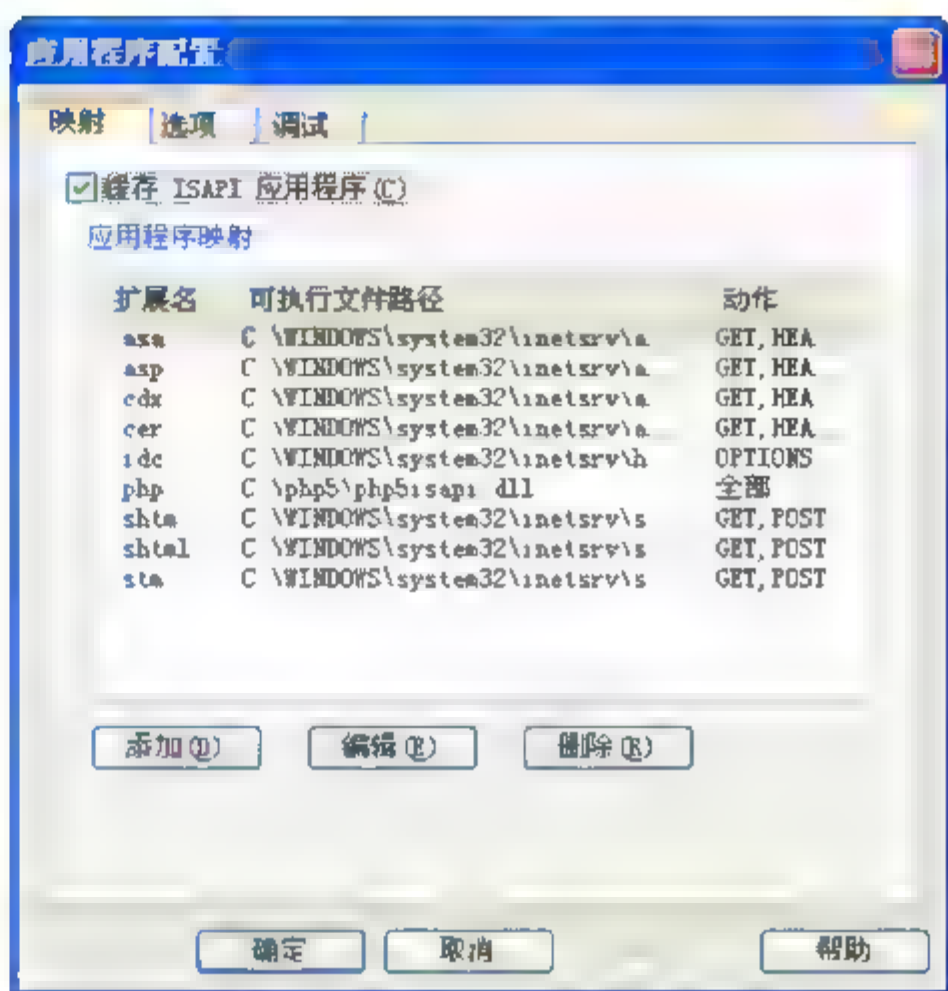 应用程序配置
映射 选项 调试
缓存 ISAPI 应用程序(C)
应用程序映射
扩展名 可执行文件路径 动作
asa C \WINDOWS\system32\inetsrv\a GET,HEA
asp C \WINDOWS\system32\inetsrv\a GET,HEA
cdx C \WINDOWS\system32\inetsrv\a GET,HEA
cer C \WINDOWS\system32\inetsrv\a GET,HEA
idc C \WINDOWS\system32\inetsrv\h OPTIONS
php C \php5\php5isapi dll 全部
shtm C \WINDOWS\system32\inetsrv\s GET,POST
shtml C \WINDOWS\system32\inetsrv\s GET,POST
stm C \WINDOWS\system32\inetsrv\s GET,POST
添加(D) 编辑(E) 删除(R)
确定 取消 帮助